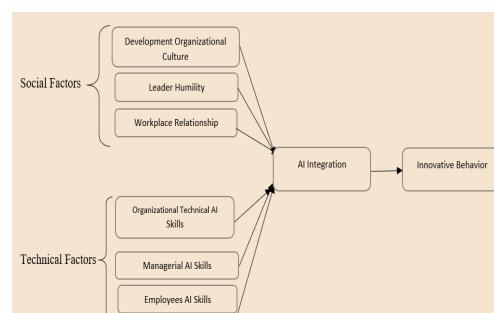 Development Organizational
Culture
Social Factors
Leader Humility
Workplace Relationship
AI Integration
Innovative Behavior
Organizational Technical AI
Skills
Technical Factors
Managerial AI Skills
Employees AI Skills